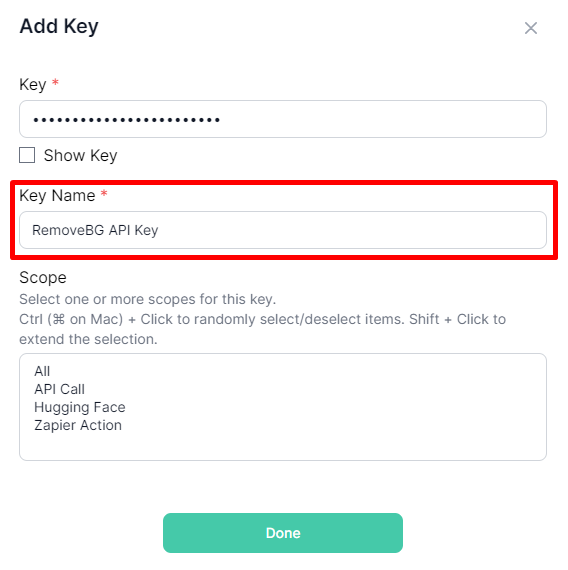 Add Key
Key *
••••••••••••••••••••••••
Show Key
Key Name *
RemoveBG API Key
Scope
Select one or more scopes for this key.
Ctrl (⌘ on Mac) + Click to randomly select/deselect items. Shift + Click to
extend the selection.
All
API Call
Hugging Face
Zapier Action
Done